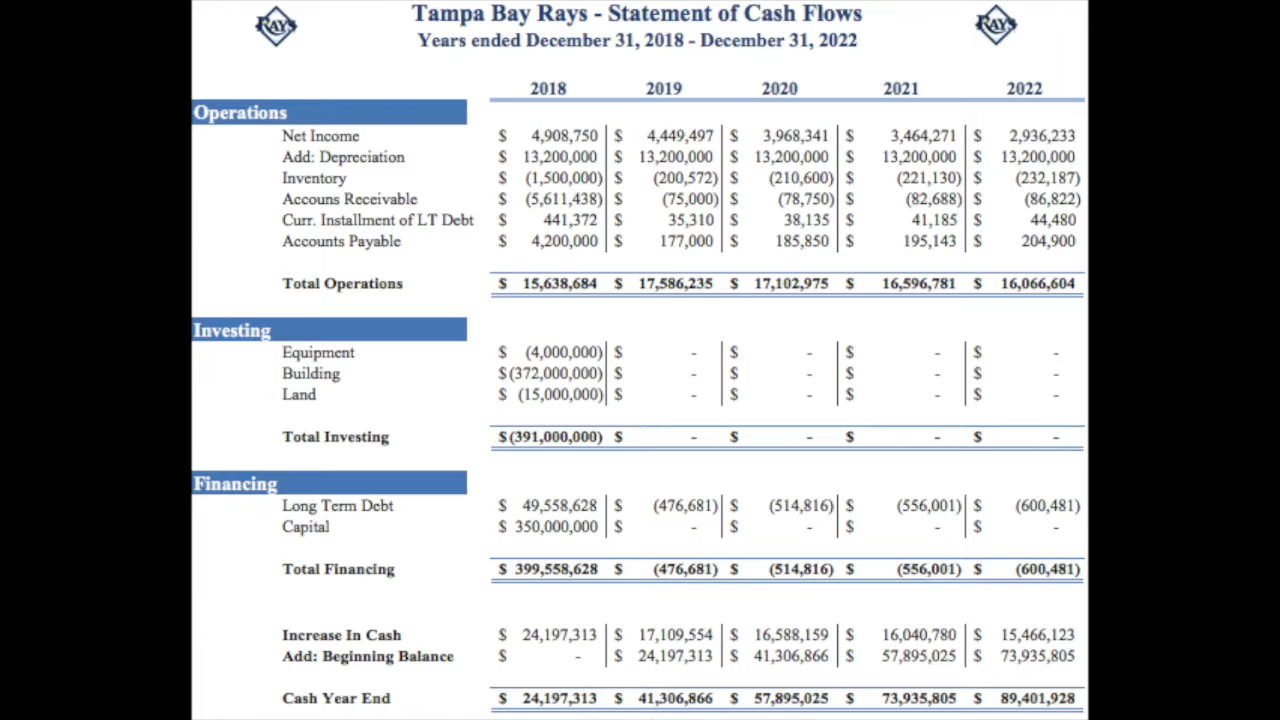 RAYS Tampa Bay Rays - Statement of Cash Flows RAYS
Years ended December 31, 2018 - December 31, 2022
2018 2019 2020 2021 2022
Operations
Net Income $ 4,908,750 $ 4,449,497 $ 3,968,341 $ 3,464,271 $ 2,936,233
Add: Depreciation $ 13,200,000 $ 13,200,000 $ 13,200,000 $ 13,200,000 $ 13,200,000
Inventory $ (1,500,000) $ (200,572) $ (210,600) $ (221,130) $ (232,187)
Accouns Receivable $ (5,611,438) $ (75,000) $ (78,750) $ (82,688) $ (86,822)
Curr. Installment of LT Debt $ 441,372 $ 35,310 $ 38,135 $ 41,185 $ 44,480
Accounts Payable $ 4,200,000 $ 177,000 $ 185,850 $ 195,143 $ 204,900
Total Operations $ 15,638,684 $ 17,586,235 $ 17,102,975 $ 16,596,781 $ 16,066,604
Investing
Equipment $ (4,000,000) $ - $ - $ - $ -
Building $ (372,000,000) $ - $ - $ - $ -
Land $ (15,000,000) $ - $ - $ - $ -
Total Investing $ (391,000,000) $ - $ - $ - $ -
Financing
Long Term Debt $ 49,558,628 $ (476,681) $ (514,816) $ (556,001) $ (600,481)
Capital $ 350,000,000 $ - $ - $ - $ -
Total Financing $ 399,558,628 $ (476,681) $ (514,816) $ (556,001) $ (600,481)
Increase In Cash $ 24,197,313 $ 17,109,554 $ 16,588,159 $ 16,040,780 $ 15,466,123
Add: Beginning Balance $ - $ 24,197,313 $ 41,306,866 $ 57,895,025 $ 73,935,805
Cash Year End $ 24,197,313 $ 41,306,866 $ 57,895,025 $ 73,935,805 $ 89,401,928